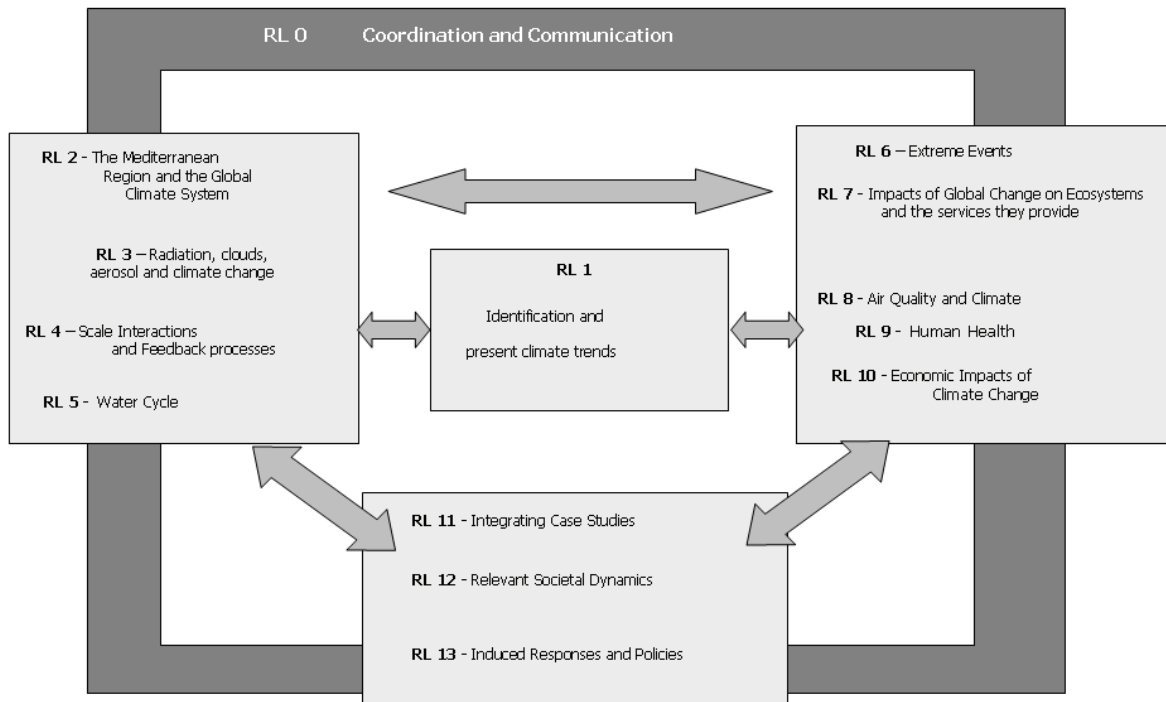 RL 0 Coordination and Communication
RL 2 - The Mediterranean
Region and the Global
Climate System
RL 3 – Radiation, clouds,
aerosol and climate change
RL 4 – Scale Interactions
and Feedback processes
RL 5 - Water Cycle
RL 1
Identification and
present climate trends
RL 6 – Extreme Events
RL 7 - Impacts of Global Change on Ecosystems
and the services they provide
RL 8 - Air Quality and Climate
RL 9 - Human Health
RL 10 - Economic Impacts of
Climate Change
RL 11 - Integrating Case Studies
RL 12 - Relevant Societal Dynamics
RL 13 - Induced Responses and Policies